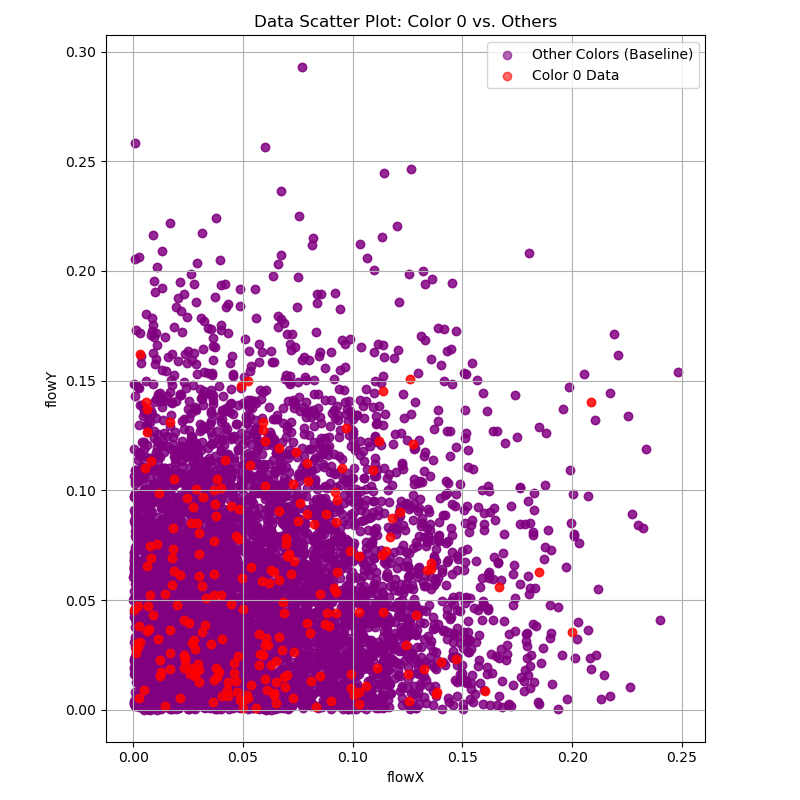 Data Scatter Plot: Color 0 vs. Others
Other Colors (Baseline)
Color 0 Data
flowY
0.30
0.25
0.20
0.15
0.10
0.05
0.00
0.00 0.05 0.10 0.15 0.20 0.25
flowX